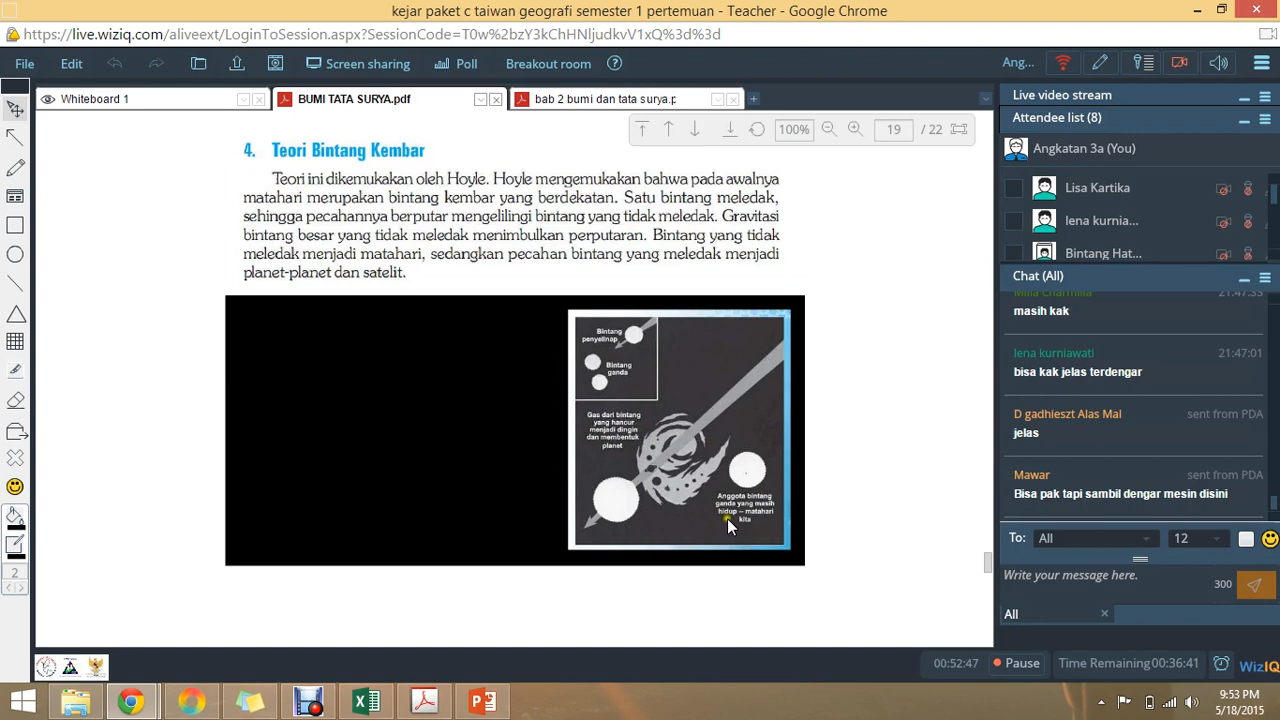 kejar paket c taiwan geografi semester 1 pertemuan - Teacher - Google Chrome
https://live.wiziq.com/aliveext/LoginToSession.aspx?SessionCode=T0w%2bzY3kChHNljudkvV1xQ%3d%3d
File Edit Screen sharing Poll Breakout room Ang...
Whiteboard 1 BUMI TATA SURYA.pdf bab 2 bumi dan tata surya.p
100% 19 / 22
4. Teori Bintang Kembar
Teori ini dikemukakan oleh Hoyle. Hoyle mengemukakan bahwa pada awalnya
matahari merupakan bintang kembar yang berdekatan. Satu bintang meledak,
sehingga pecahannya berputar mengelilingi bintang yang tidak meledak. Gravitasi
bintang besar yang tidak meledak menimbulkan perputaran. Bintang yang tidak
meledak menjadi matahari, sedangkan pecahan bintang yang meledak menjadi
planet-planet dan satelit.
Bintang
penyelinap
Bintang
ganda
Gas dari bintang
yang hancur
menjadi dingin
dan membentuk
planet
Anggota bintang
ganda yang masih
hidup – matahari
kita
2
Live video stream
Attendee list (8)
Angkatan 3a (You)
Lisa Kartika
Iena kurnia...
Bintang Hat...
Chat (All)
Milla Charmilla 21:47:33
masih kak
Iena kurniawati 21:47:01
bisa kak jelas terdengar
D gadhieszt Alas Mal sent from PDA
jelas
Mawar sent from PDA
Bisa pak tapi sambil dengar mesin disini
To: All 12
Write your message here. 300
All
00:52:47 Pause Time Remaining 00:36:41 WizIQ
9:53 PM
5/18/2015